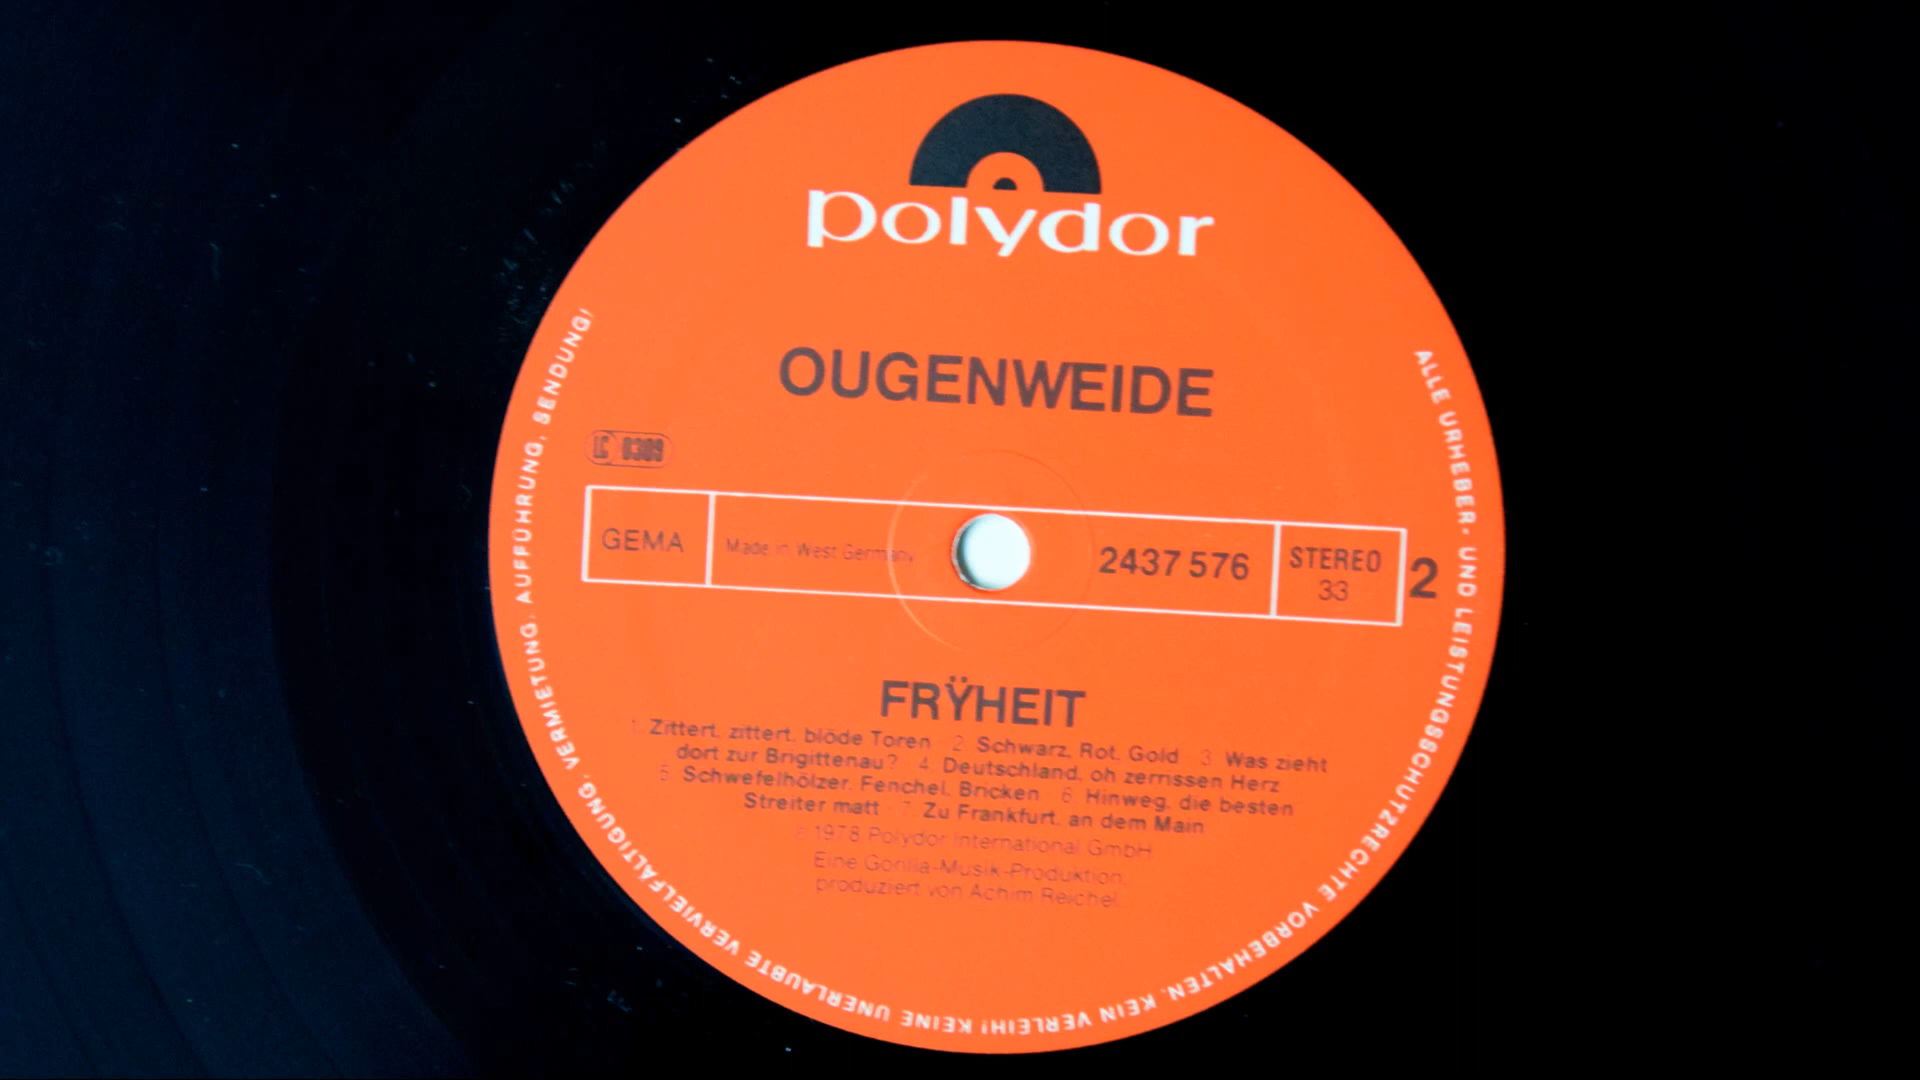 polydor
OUGENWEIDE
LC 0309
GEMA
Made in West Germany
2437 576
STEREO
33
2
FRŸHEIT
1. Zittert, zittert, blöde Toren 2. Schwarz, Rot, Gold 3. Was zieht
dort zur Brigittenau? 4. Deutschland, oh zerrissen Herz
5. Schwefelhölzer, Fenchel, Bricken 6. Hinweg, die besten
Streiter matt 7. Zu Frankfurt, an dem Main
℗ 1978 Polydor International GmbH
Eine Gorilla-Musik-Produktion,
produziert von Achim Reichel.
ALLE URHEBER- UND LEISTUNGSSCHUTZRECHTE VORBEHALTEN. KEIN VERLEIH! KEINE UNERLAUBTE VERVIELFÄLTIGUNG, VERMIETUNG, AUFFÜHRUNG, SENDUNG!